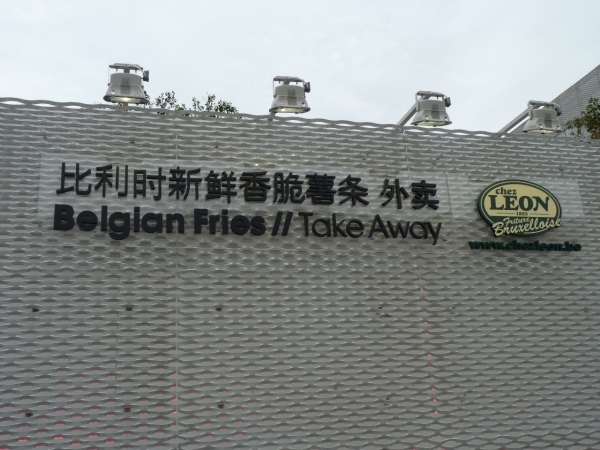 比利时新鲜香脆薯条 外卖
Belgian Fries // Take Away
chez
LEON
1893
Friture
Bruxelloise
www.chezleon.be